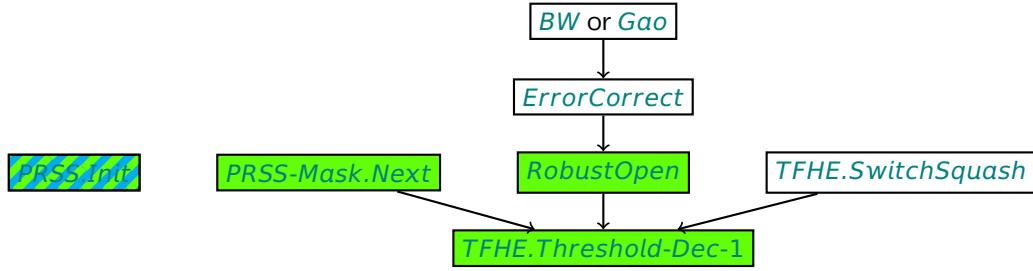 BW or Gao
ErrorCorrect
PRSS.Init
PRSS-Mask.Next
RobustOpen
TFHE.SwitchSquash
TFHE.Threshold-Dec-1